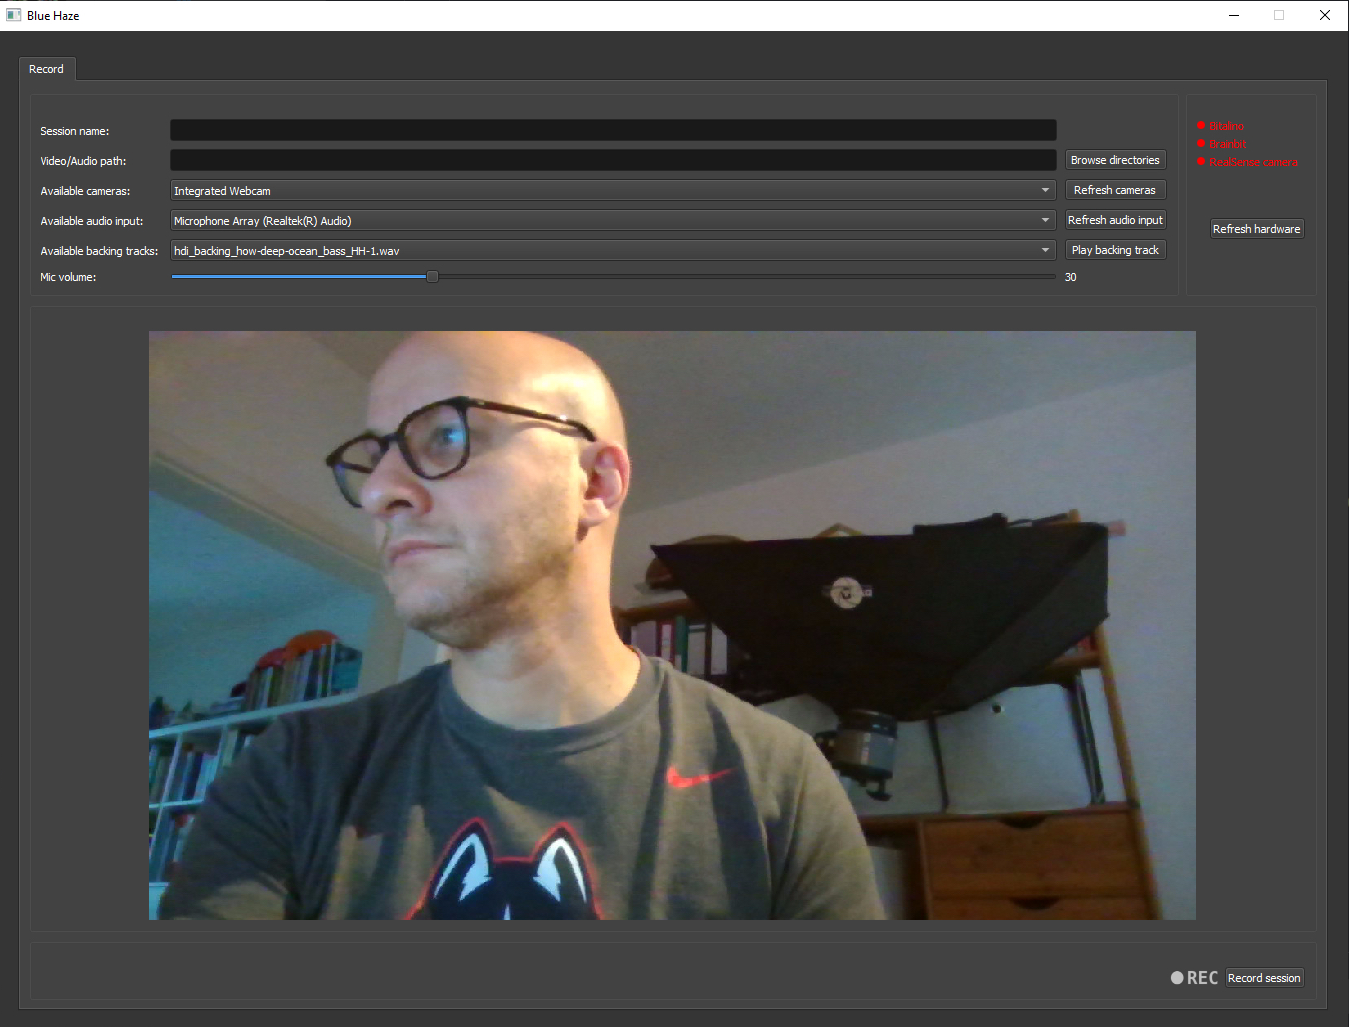 Blue Haze
Record
Session name:
Video/Audio path:
Browse directories
Available cameras:
Integrated Webcam
Refresh cameras
Available audio input:
Microphone Array (Realtek(R) Audio)
Refresh audio input
Available backing tracks:
hdi_backing_how-deep-ocean_bass_HH-1.wav
Play backing track
Mic volume:
30
Bitalino
Brainbit
RealSense camera
Refresh hardware
REC
Record session